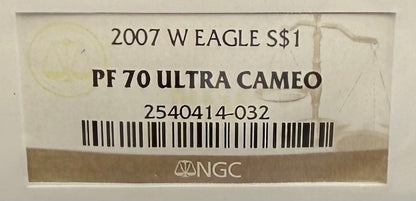 2007 W EAGLE S$1
PF 70 ULTRA CAMEO
2540414-032
NGC